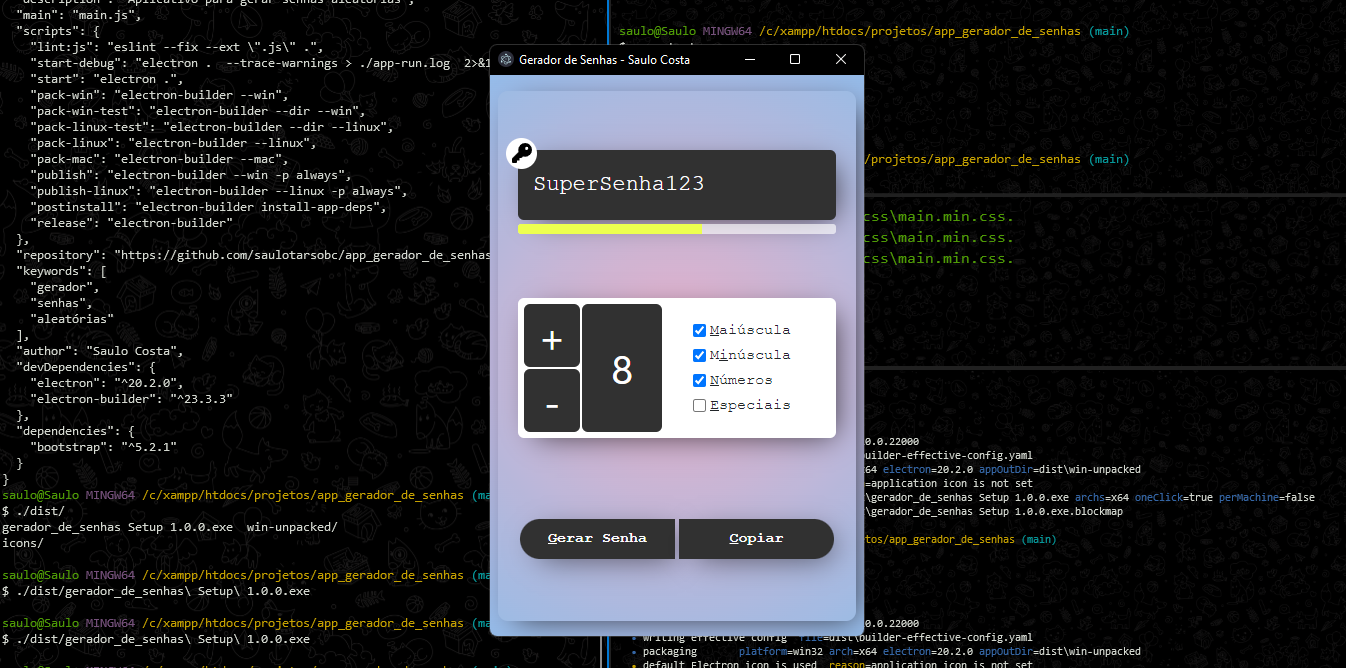 "description": "Aplicativo para gerar senhas aleatórias",
"main": "main.js",
"scripts": {
"lint:js": "eslint --fix --ext \".js\" .",
"start-debug": "electron .  --trace-warnings > ./app-run.log  2>&1
"start": "electron .",
"pack-win": "electron-builder --win",
"pack-win-test": "electron-builder --dir --win",
"pack-linux-test": "electron-builder --dir --linux",
"pack-linux": "electron-builder --linux",
"pack-mac": "electron-builder --mac",
"publish": "electron-builder --win -p always",
"publish-linux": "electron-builder --linux -p always",
"postinstall": "electron-builder install-app-deps",
"release": "electron-builder"
},
"repository": "https://github.com/saulotarsobc/app_gerador_de_senhas
"keywords": [
"gerador",
"senhas",
"aleatórias"
],
"author": "Saulo Costa",
"devDependencies": {
"electron": "^20.2.0",
"electron-builder": "^23.3.3"
},
"dependencies": {
"bootstrap": "^5.2.1"
}
}
saulo@Saulo MINGW64 /c/xampp/htdocs/projetos/app_gerador_de_senhas (ma
$ ./dist/
gerador_de_senhas Setup 1.0.0.exe  win-unpacked/
icons/
saulo@Saulo MINGW64 /c/xampp/htdocs/projetos/app_gerador_de_senhas (ma
$ ./dist/gerador_de_senhas\ Setup\ 1.0.0.exe
saulo@Saulo MINGW64 /c/xampp/htdocs/projetos/app_gerador_de_senhas (ma
$ ./dist/gerador_de_senhas\ Setup\ 1.0.0.exe
Gerador de Senhas - Saulo Costa
SuperSenha123
+
-
8
Maiúscula
Minúscula
Números
Especiais
Gerar Senha
Copiar
saulo@Saulo MINGW64 /c/xampp/htdocs/projetos/app_gerador_de_senhas (main)
$
/projetos/app_gerador_de_senhas (main)
css\main.min.css.
css\main.min.css.
css\main.min.css.
0.0.22000
builder-effective-config.yaml
x64 electron=20.2.0 appOutDir=dist\win-unpacked
=application icon is not set
\gerador_de_senhas Setup 1.0.0.exe archs=x64 oneClick=true perMachine=false
\gerador_de_senhas Setup 1.0.0.exe.blockmap
tos/app_gerador_de_senhas (main)
0.0.22000
• writing effective config  file=dist\builder-effective-config.yaml
• packaging       platform=win32 arch=x64 electron=20.2.0 appOutDir=dist\win-unpacked
• default Electron icon is used  reason=application icon is not set